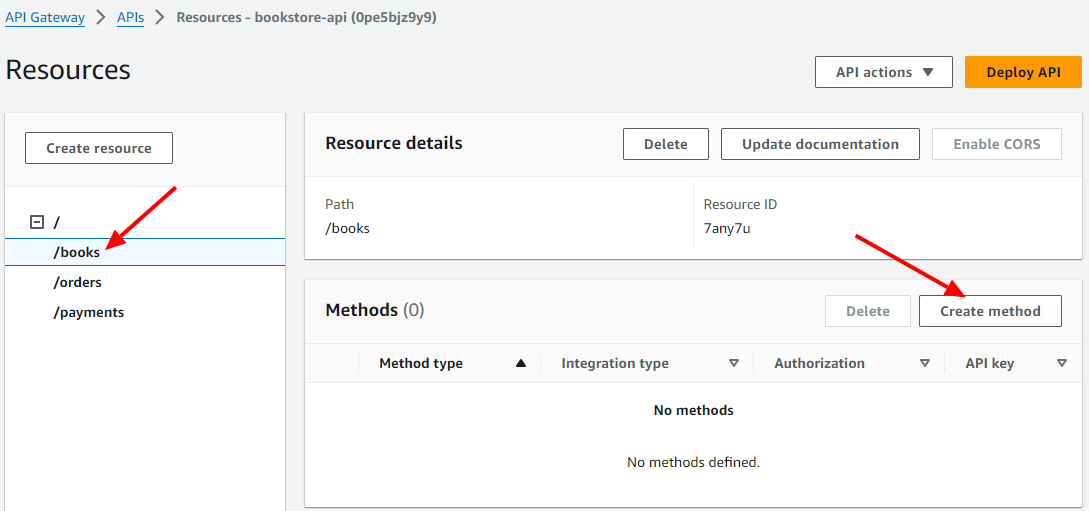 API Gateway > APIs > Resources - bookstore-api (0pe5bjz9y9)
Resources
API actions ▼ Deploy API
Create resource
/
/books
/orders
/payments
Resource details Delete Update documentation Enable CORS
Path Resource ID
/books 7any7u
Methods (0) Delete Create method
Method type Integration type Authorization API key
No methods
No methods defined.